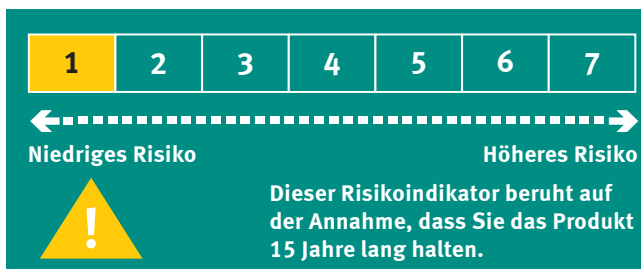 1 2 3 4 5 6 7
Niedriges Risiko Höheres Risiko
! Dieser Risikoindikator beruht auf
der Annahme, dass Sie das Produkt
15 Jahre lang halten.